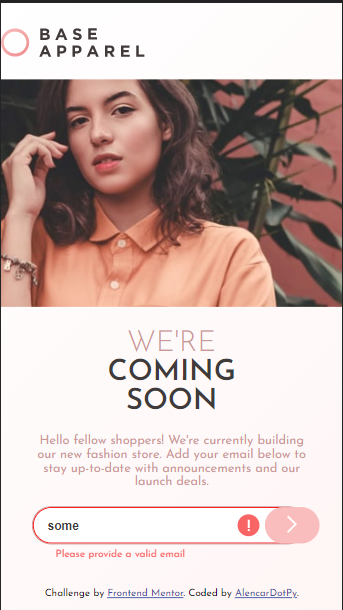 BASE
APPAREL
WE'RE
COMING
SOON
Hello fellow shoppers! We're currently building
our new fashion store. Add your email below to
stay up-to-date with announcements and our
launch deals.
some
!
Please provide a valid email
Challenge by Frontend Mentor. Coded by AlencarDotPy.